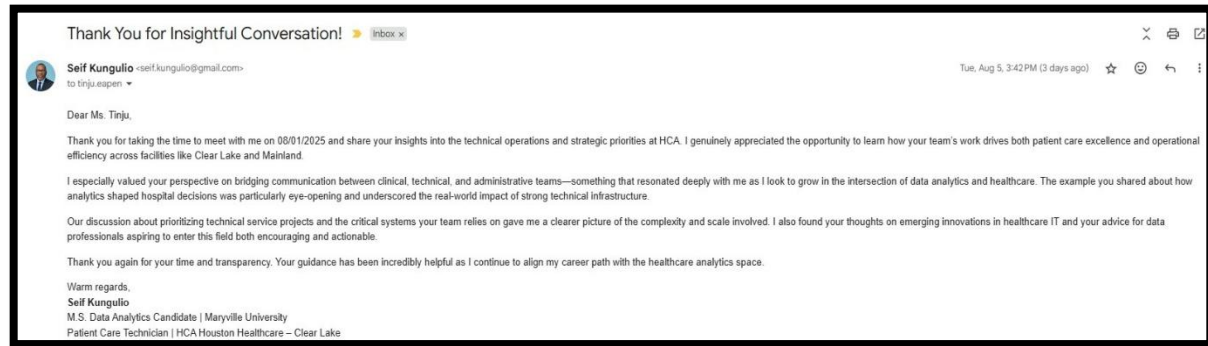 Thank You for Insightful Conversation! Inbox x
Seif Kungulio <seif.kungulio@gmail.com> Tue, Aug 5, 3:42 PM (3 days ago)
to tinju.eapen
Dear Ms. Tinju,
Thank you for taking the time to meet with me on 08/01/2025 and share your insights into the technical operations and strategic priorities at HCA. I genuinely appreciated the opportunity to learn how your team's work drives both patient care excellence and operational
efficiency across facilities like Clear Lake and Mainland.
I especially valued your perspective on bridging communication between clinical, technical, and administrative teams—something that resonated deeply with me as I look to grow in the intersection of data analytics and healthcare. The example you shared about how
analytics shaped hospital decisions was particularly eye-opening and underscored the real-world impact of strong technical infrastructure.
Our discussion about prioritizing technical service projects and the critical systems your team relies on gave me a clearer picture of the complexity and scale involved. I also found your thoughts on emerging innovations in healthcare IT and your advice for data
professionals aspiring to enter this field both encouraging and actionable.
Thank you again for your time and transparency. Your guidance has been incredibly helpful as I continue to align my career path with the healthcare analytics space.
Warm regards,
Seif Kungulio
M.S. Data Analytics Candidate | Maryville University
Patient Care Technician | HCA Houston Healthcare – Clear Lake